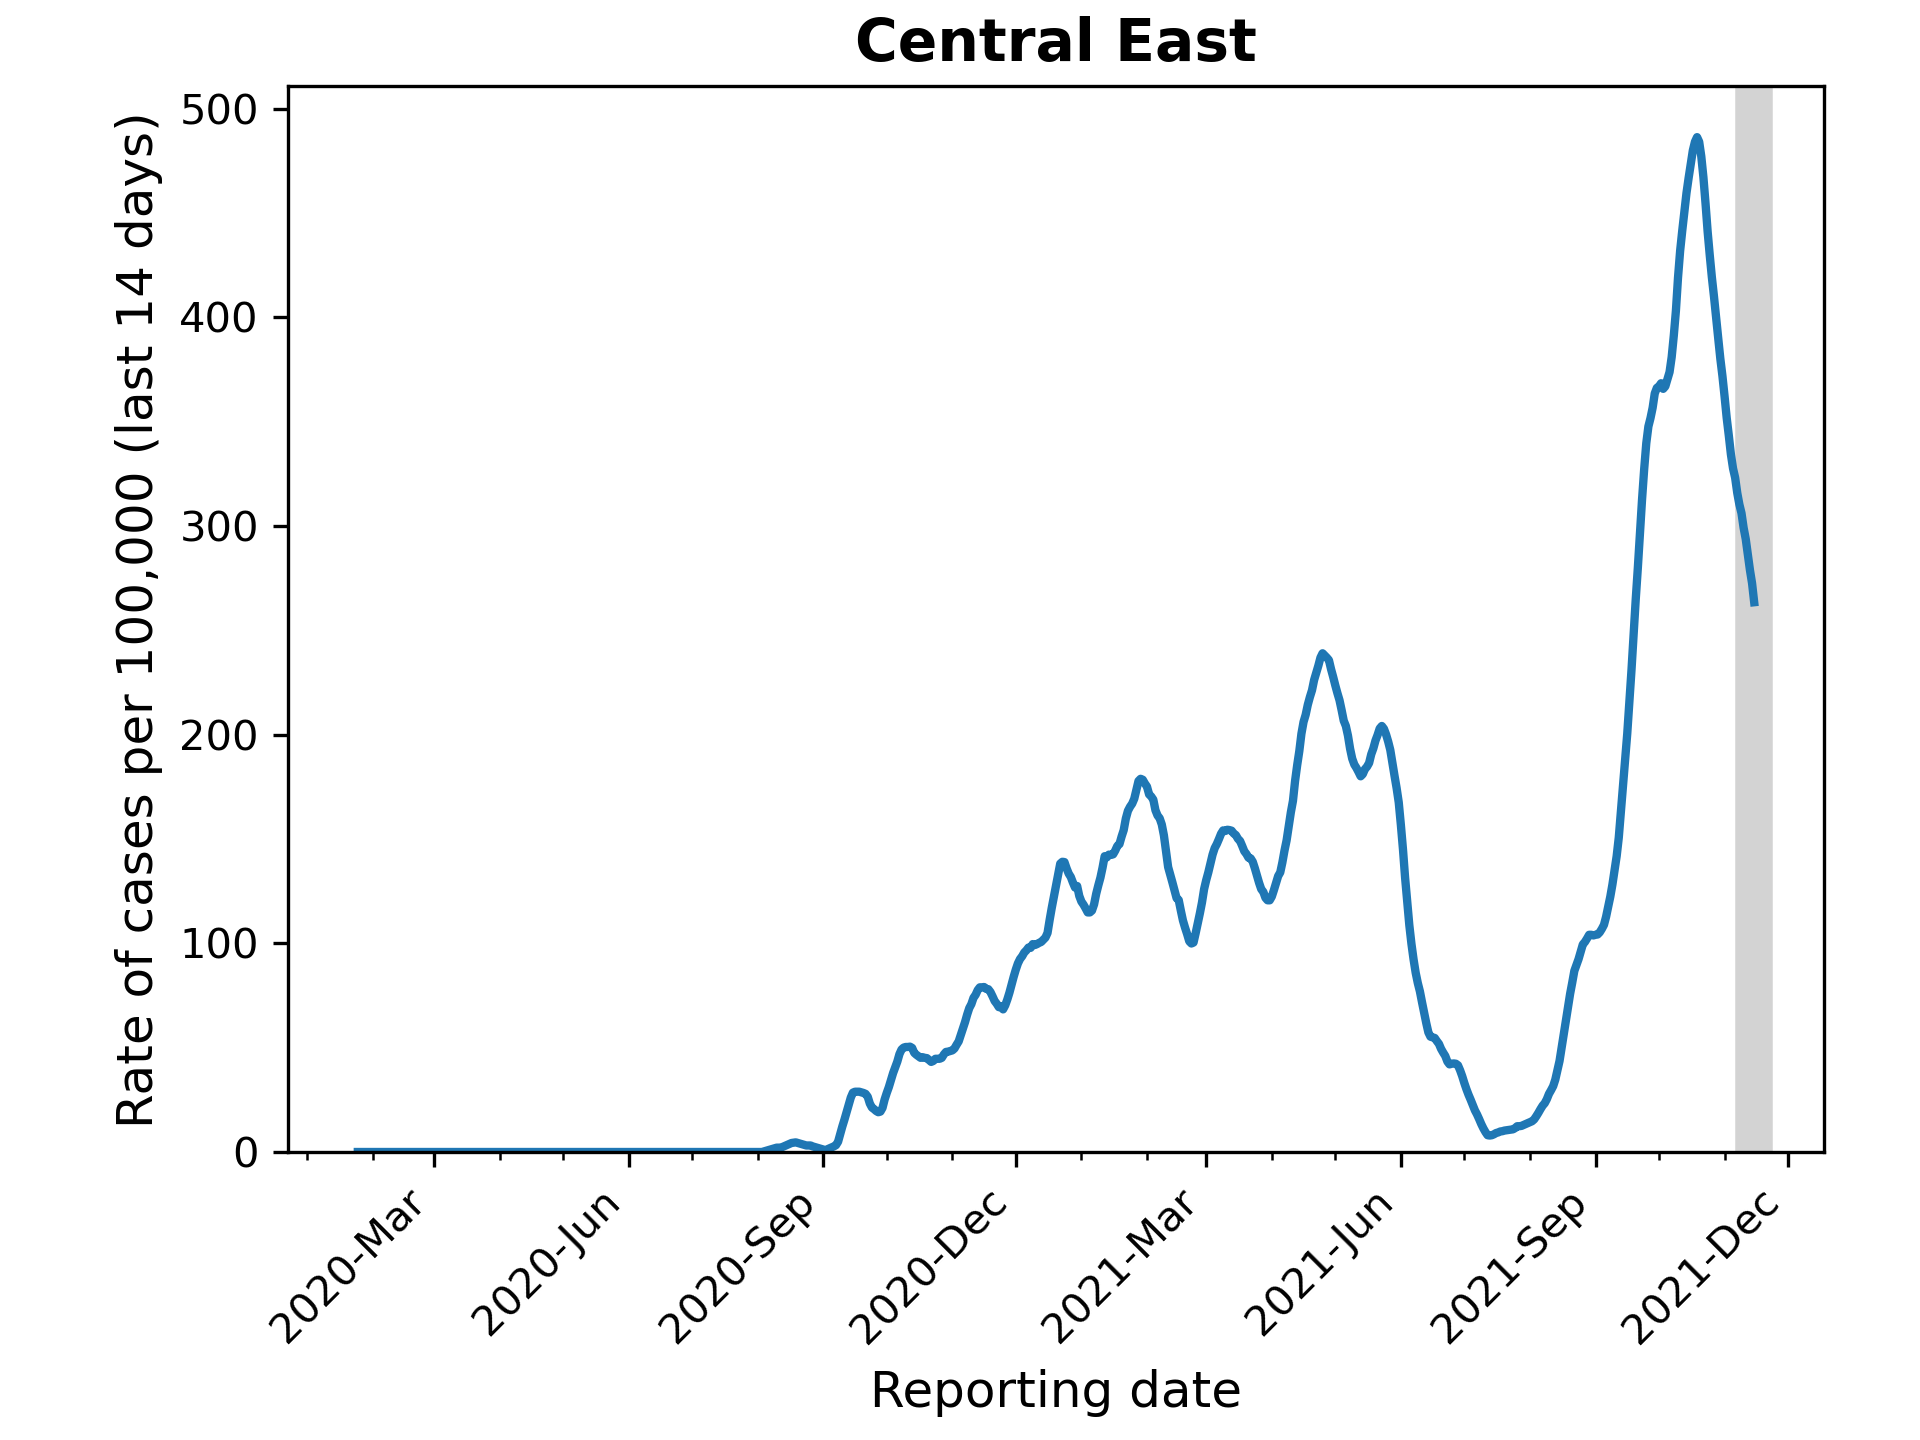 Central East
Rate of cases per 100,000 (last 14 days)
500
400
300
200
100
0
2020-Mar
2020-Jun
2020-Sep
2020-Dec
2021-Mar
2021-Jun
2021-Sep
2021-Dec
Reporting date